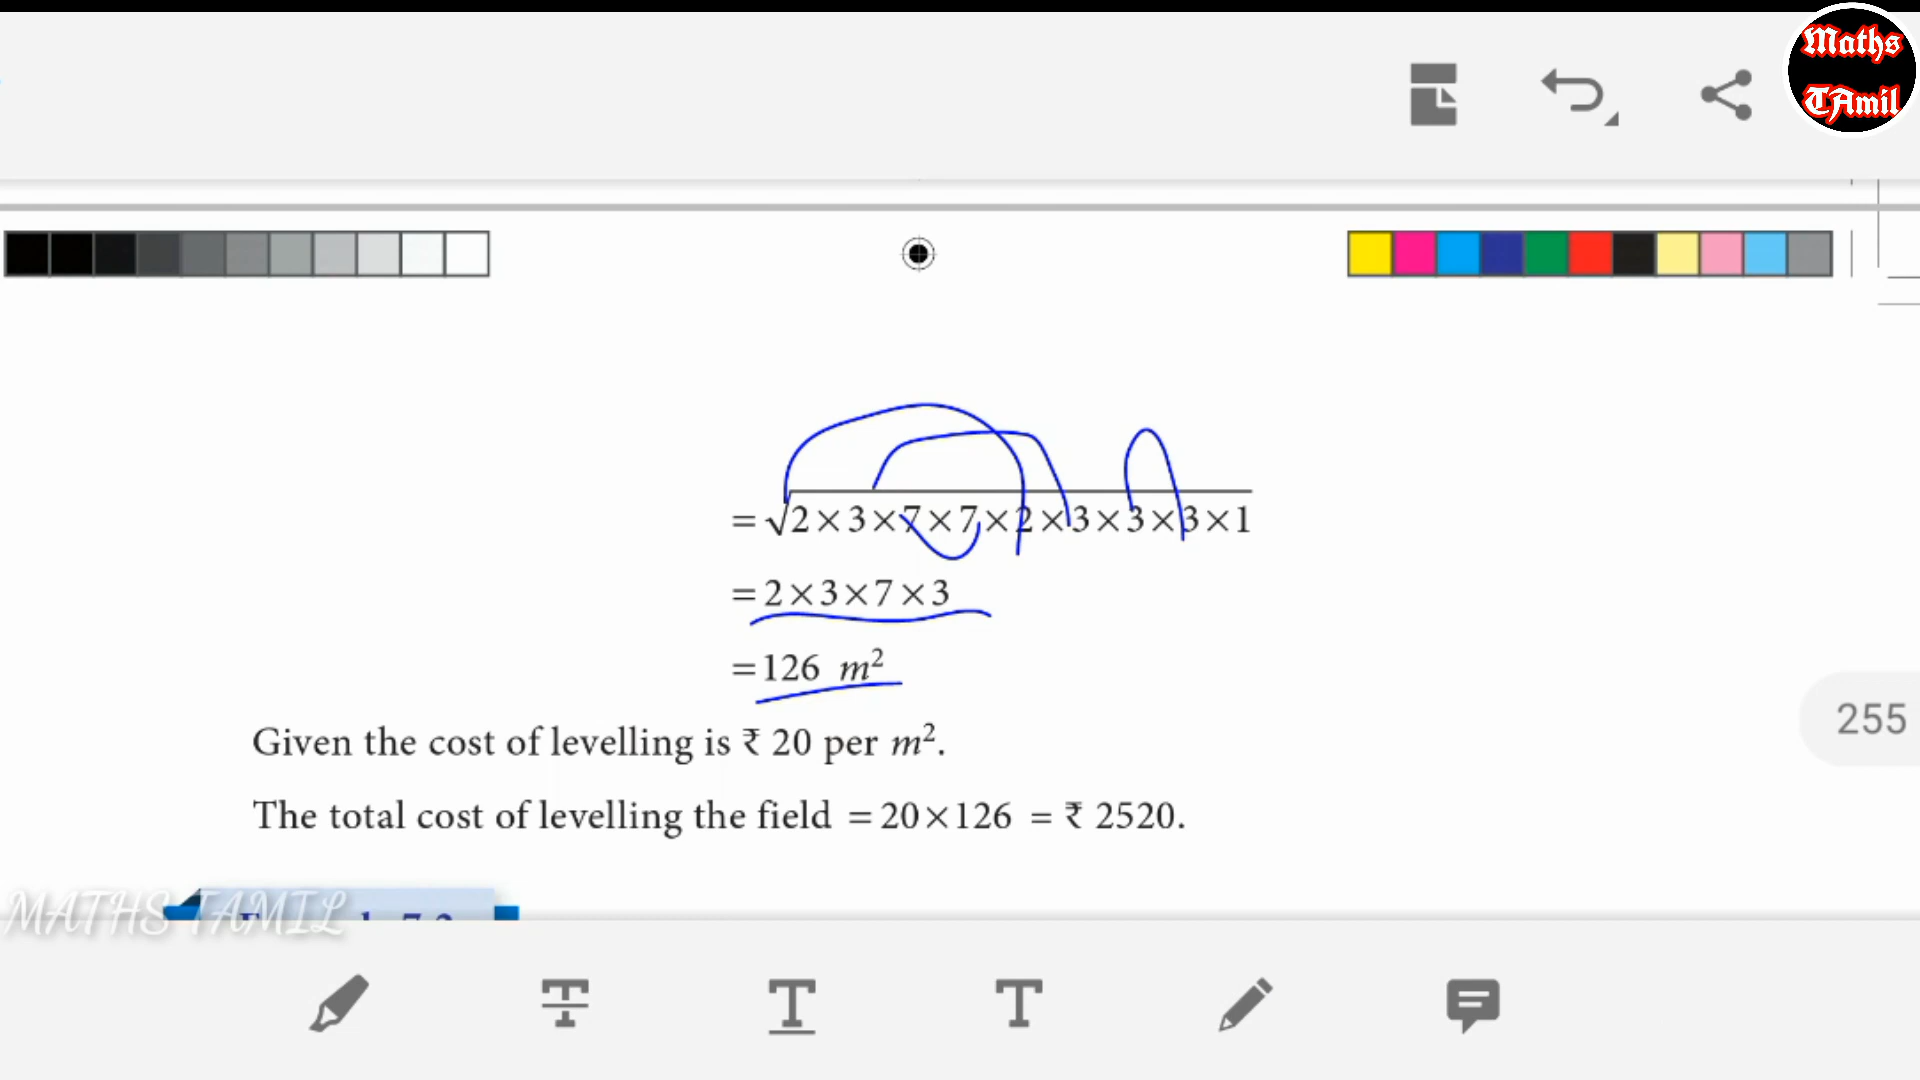 Maths
TAmil
= √2×3×7×7×2×3×3×3×1
= 2×3×7×3
= 126 m²
255
Given the cost of levelling is ₹ 20 per m².
The total cost of levelling the field = 20×126 = ₹ 2520.
MATHS TAMIL